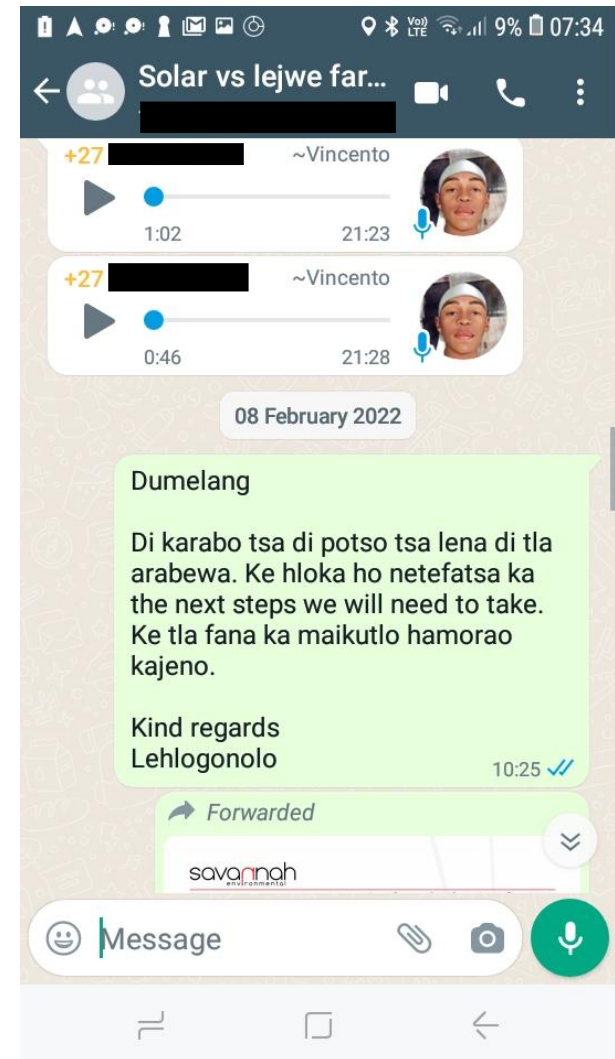 9% 07:34
Solar vs lejwe far...
+27 ~Vincento
1:02 21:23
+27 ~Vincento
0:46 21:28
08 February 2022
Dumelang
Di karabo tsa di potso tsa lena di tla
arabewa. Ke hloka ho netefatsa ka
the next steps we will need to take.
Ke tla fana ka maikutlo hamorao
kajeno.
Kind regards
Lehlogonolo
10:25
Forwarded
savannah
environmental
Message